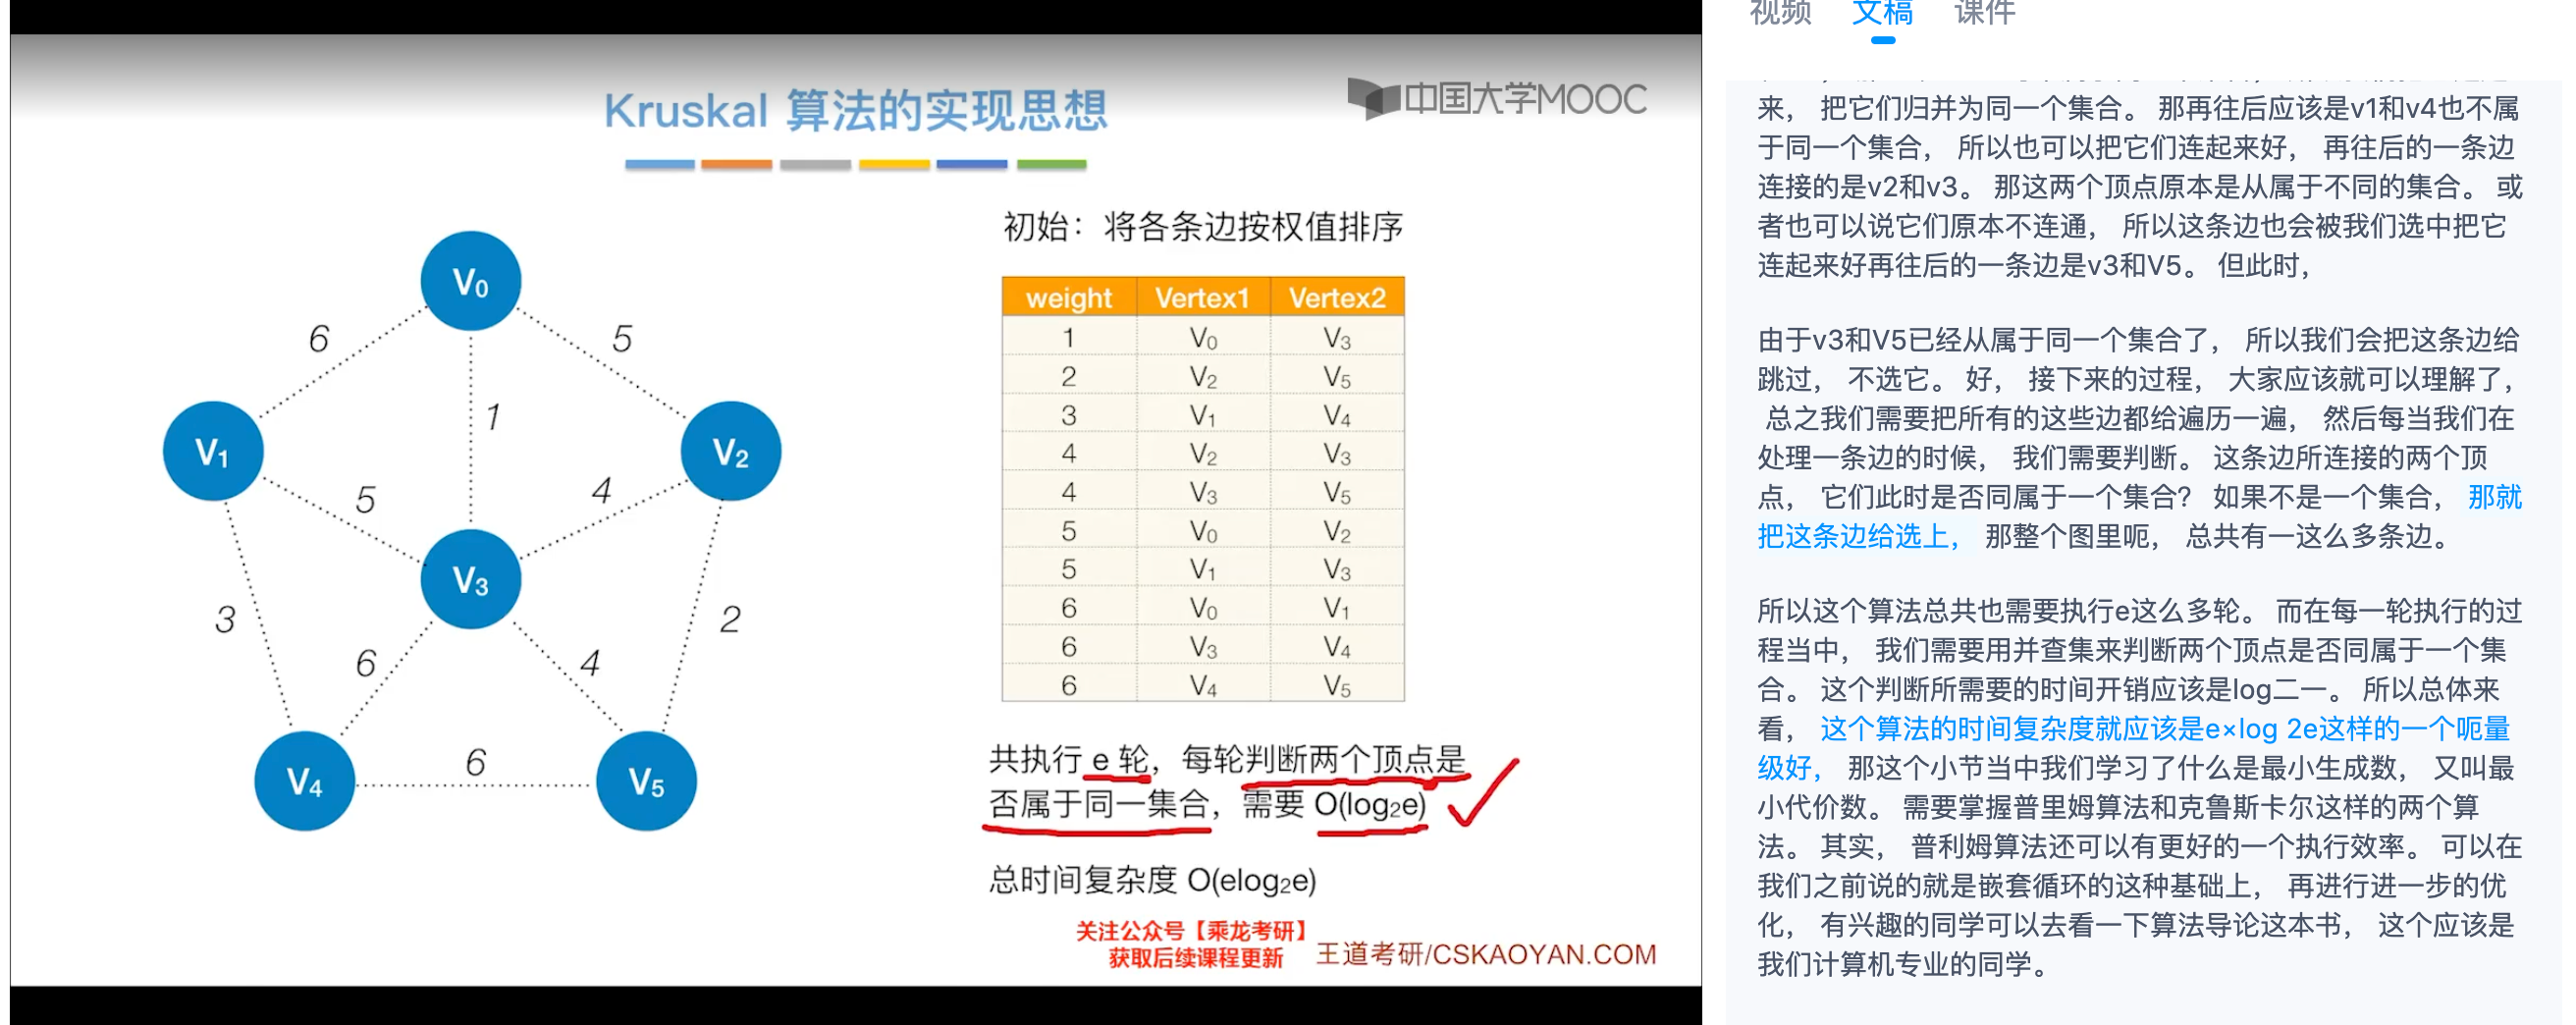 Kruskal 算法的实现思想
中国大学MOOC
初始：将各条边按权值排序
V0
6
5
1
V1
V2
5
4
V3
3
2
6
4
V4
6
V5
weight Vertex1 Vertex2
1 V0 V3
2 V2 V5
3 V1 V4
4 V2 V3
4 V3 V5
5 V0 V2
5 V1 V3
6 V0 V1
6 V3 V4
6 V4 V5
共执行 e 轮，每轮判断两个顶点是
否属于同一集合，需要 O(log2e)
总时间复杂度 O(elog2e)
关注公众号【乘龙考研】
获取后续课程更新
王道考研/CSKAOYAN.COM
视频 文稿 课件
来， 把它们归并为同一个集合。 那再往后应该是v1和v4也不属
于同一个集合， 所以也可以把它们连起来好， 再往后的一条边
连接的是v2和v3。 那这两个顶点原本是从属于不同的集合。 或
者也可以说它们原本不连通， 所以这条边也会被我们选中把它
连起来好再往后的一条边是v3和V5。 但此时，
由于v3和V5已经从属于同一个集合了， 所以我们会把这条边给
跳过， 不选它。 好， 接下来的过程， 大家应该就可以理解了，
总之我们需要把所有的这些边都给遍历一遍， 然后每当我们在
处理一条边的时候， 我们需要判断。 这条边所连接的两个顶
点， 它们此时是否同属于一个集合？ 如果不是一个集合， 那就
把这条边给选上， 那整个图里呃， 总共有一这么多条边。
所以这个算法总共也需要执行e这么多轮。 而在每一轮执行的过
程当中， 我们需要用并查集来判断两个顶点是否同属于一个集
合。 这个判断所需要的时间开销应该是log二一。 所以总体来
看， 这个算法的时间复杂度就应该是e×log 2e这样的一个呃量
级好， 那这个小节当中我们学习了什么是最小生成数， 又叫最
小代价数。 需要掌握普里姆算法和克鲁斯卡尔这样的两个算
法。 其实， 普利姆算法还可以有更好的一个执行效率。 可以在
我们之前说的就是嵌套循环的这种基础上， 再进行进一步的优
化， 有兴趣的同学可以去看一下算法导论这本书， 这个应该是
我们计算机专业的同学。